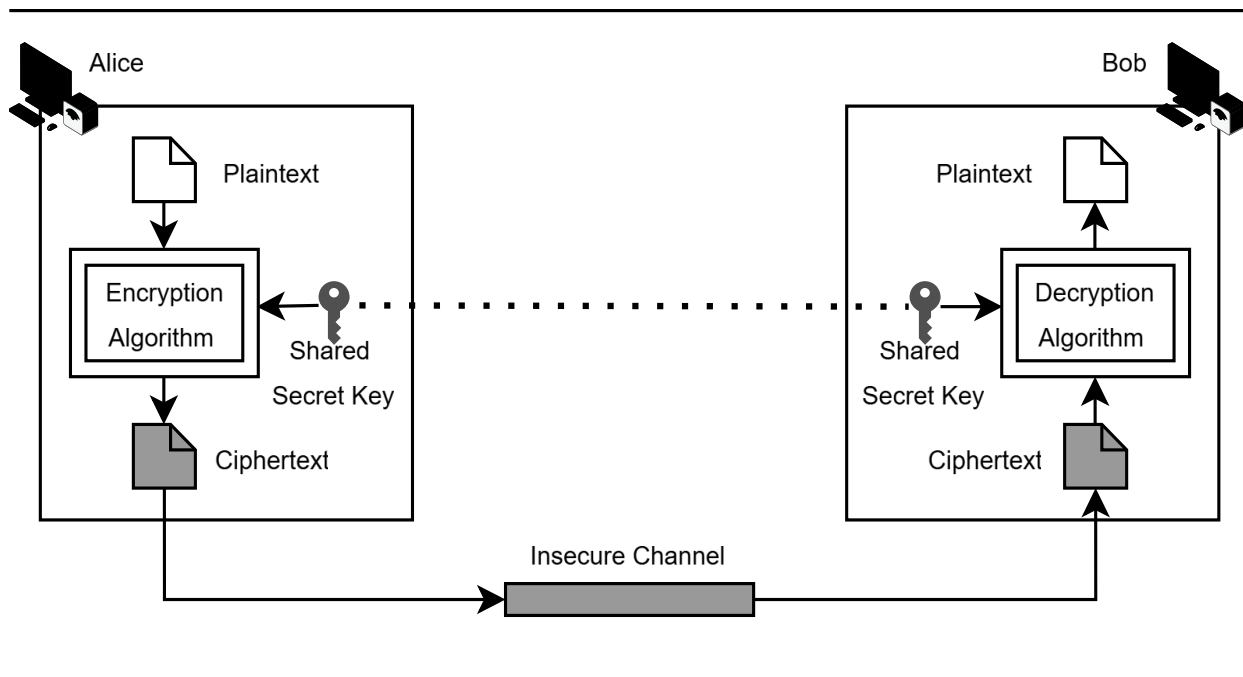 Alice
Bob
Plaintext
Plaintext
Encryption
Algorithm
Decryption
Algorithm
Shared
Secret Key
Shared
Secret Key
Ciphertext
Ciphertext
Insecure Channel